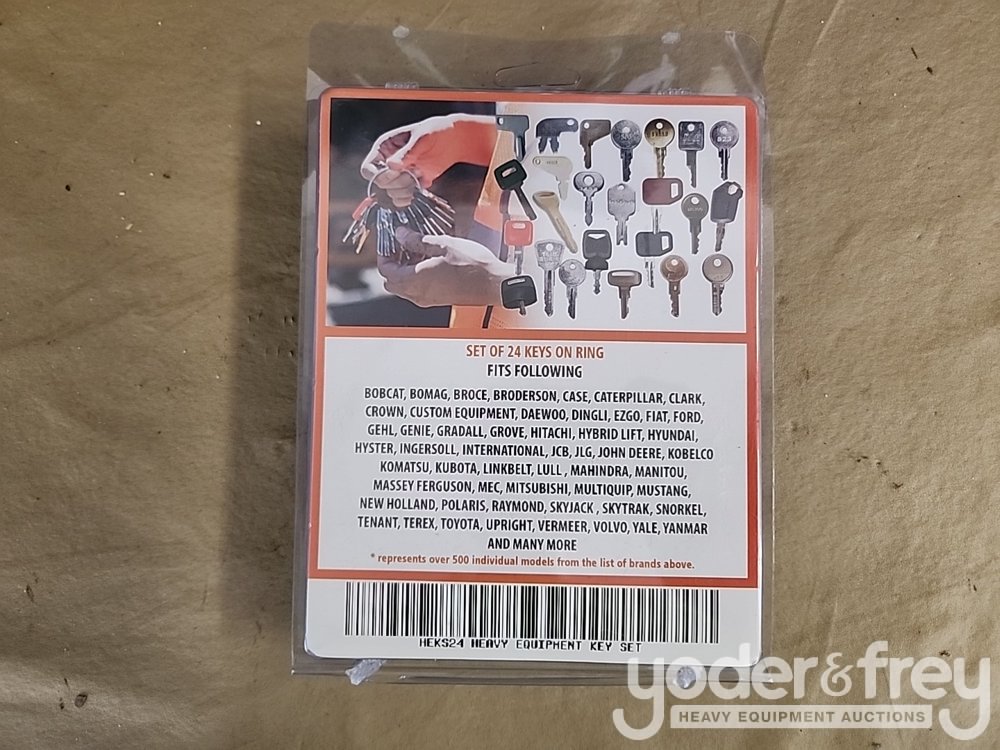 SET OF 24 KEYS ON RING
FITS FOLLOWING
BOBCAT, BOMAG, BROCE, BRODERSON, CASE, CATERPILLAR, CLARK,
CROWN, CUSTOM EQUIPMENT, DAEWOO, DINGLI, EZGO, FIAT, FORD,
GEHL, GENIE, GRADALL, GROVE, HITACHI, HYBRID LIFT, HYUNDAI,
HYSTER, INGERSOLL, INTERNATIONAL, JCB, JLG, JOHN DEERE, KOBELCO
KOMATSU, KUBOTA, LINKBELT, LULL , MAHINDRA, MANITOU,
MASSEY FERGUSON, MEC, MITSUBISHI, MULTIQUIP, MUSTANG,
NEW HOLLAND, POLARIS, RAYMOND, SKYJACK , SKYTRAK, SNORKEL,
TENANT, TEREX, TOYOTA, UPRIGHT, VERMEER, VOLVO, YALE, YANMAR
AND MANY MORE
* represents over 500 individual models from the list of brands above.
HEKS24 HEAVY EQUIPMENT KEY SET
yoder&frey
HEAVY EQUIPMENT AUCTIONS